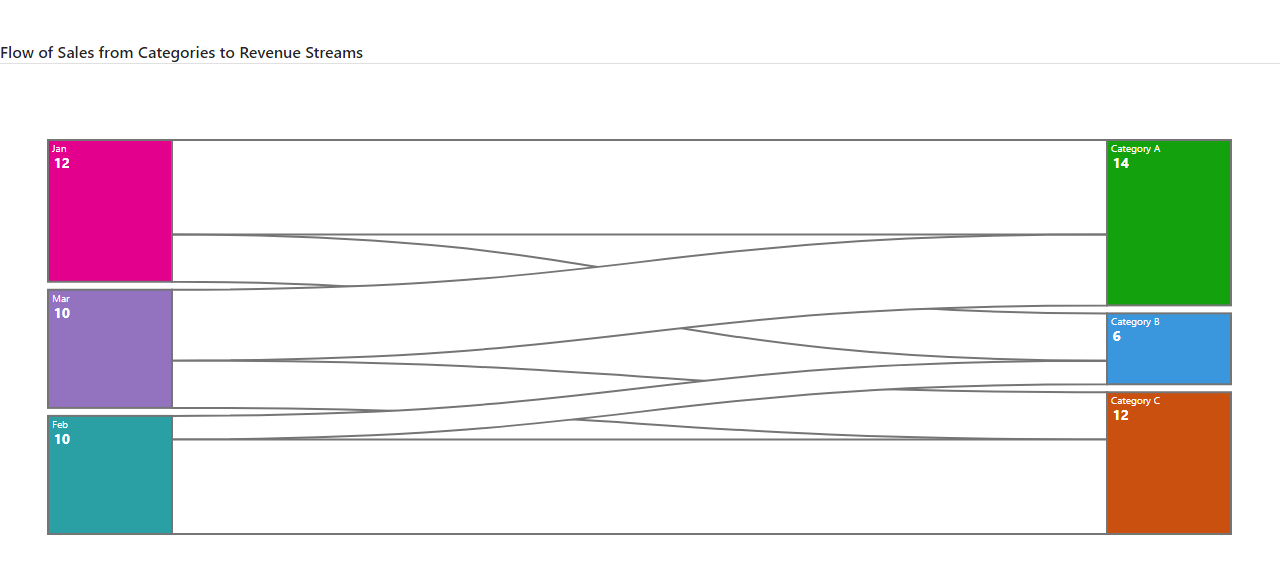 Flow of Sales from Categories to Revenue Streams
Jan
12
Mar
10
Feb
10
Category A
14
Category B
6
Category C
12